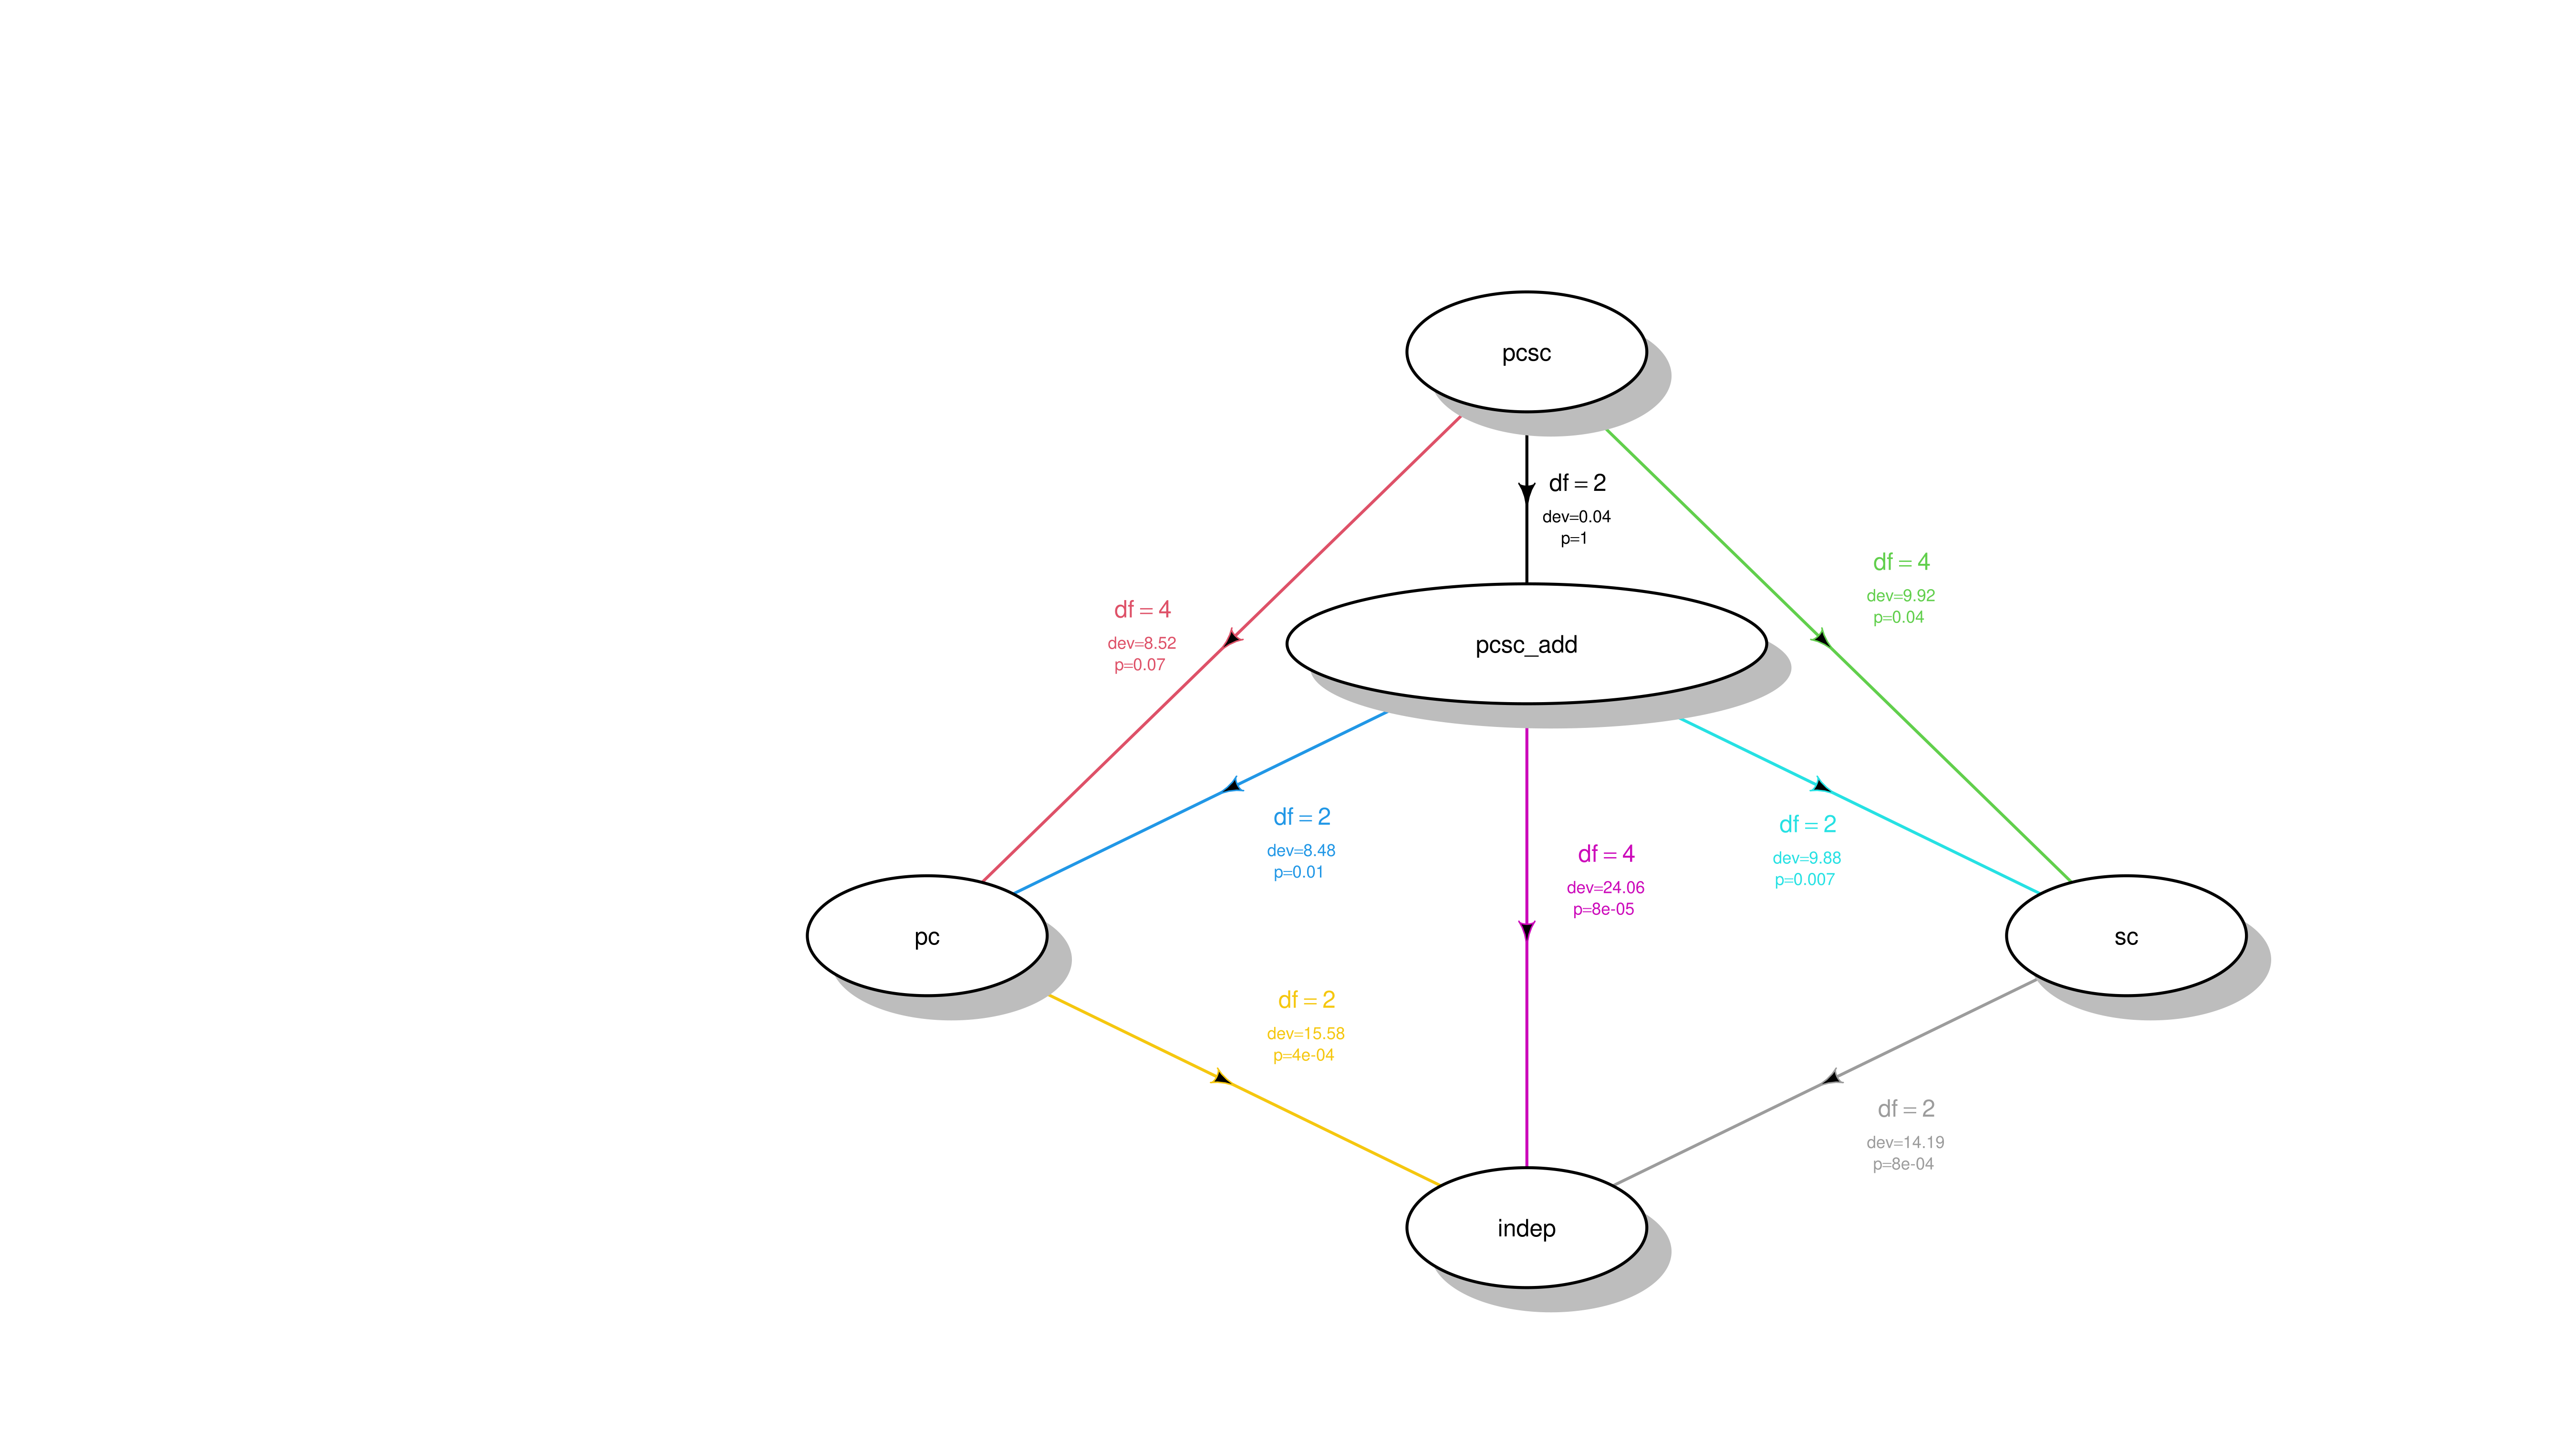 pcsc
df = 2
dev=0.04
p=1
df = 4
dev=9.92
p=0.04
df = 4
dev=8.52
p=0.07
pcsc_add
df = 2
dev=8.48
p=0.01
df = 4
dev=24.06
p=8e-05
df = 2
dev=9.88
p=0.007
pc
sc
df = 2
dev=15.58
p=4e-04
df = 2
dev=14.19
p=8e-04
indep